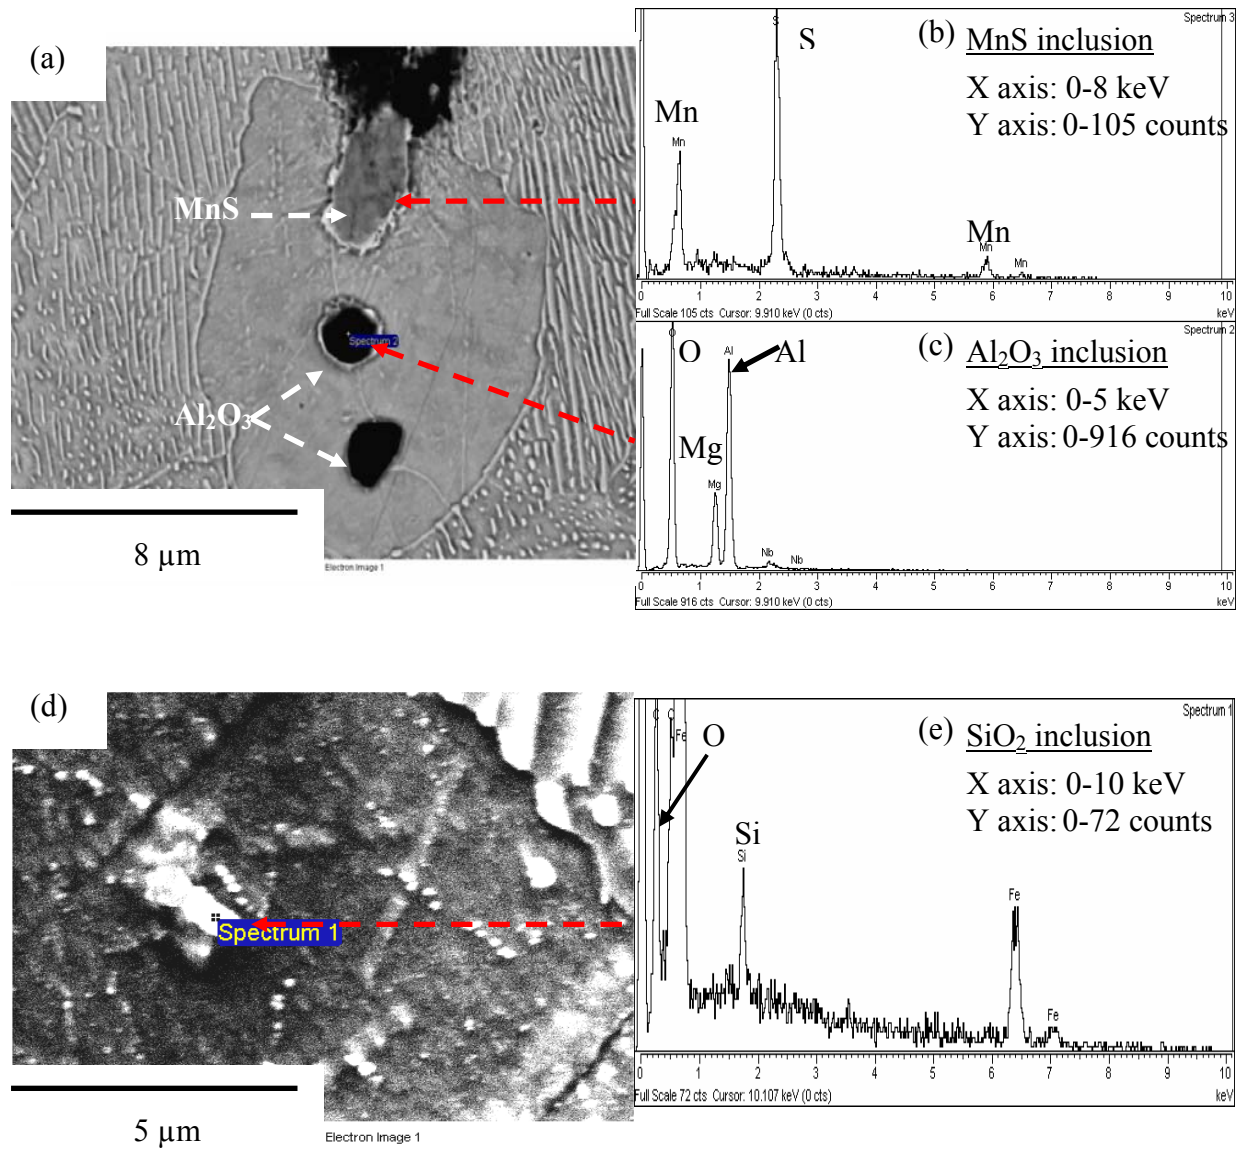 (a)
MnS
Spectrum 2
Al₂O₃
8 µm
Electron Image 1
Spectrum 3
(b) MnS inclusion
X axis: 0-8 keV
Y axis: 0-105 counts
S
S
Mn
Mn
Mn
Mn
Mn
0 1 2 3 4 5 6 7 8 9 10
Full Scale 105 cts Cursor: 9.910 keV (0 cts) keV
Spectrum 2
(c) Al₂O₃ inclusion
X axis: 0-5 keV
Y axis: 0-916 counts
O
O
Al
Al
Mg
Mg
Nb
Nb
0 1 2 3 4 5 6 7 8 9 10
Full Scale 916 cts Cursor: 9.910 keV (0 cts) keV
(d)
Spectrum 1
5 µm
Electron Image 1
Spectrum 1
(e) SiO₂ inclusion
X axis: 0-10 keV
Y axis: 0-72 counts
Fe
O
Si
Si
Fe
Fe
0 1 2 3 4 5 6 7 8 9 10
Full Scale 72 cts Cursor: 10.107 keV (0 cts) keV